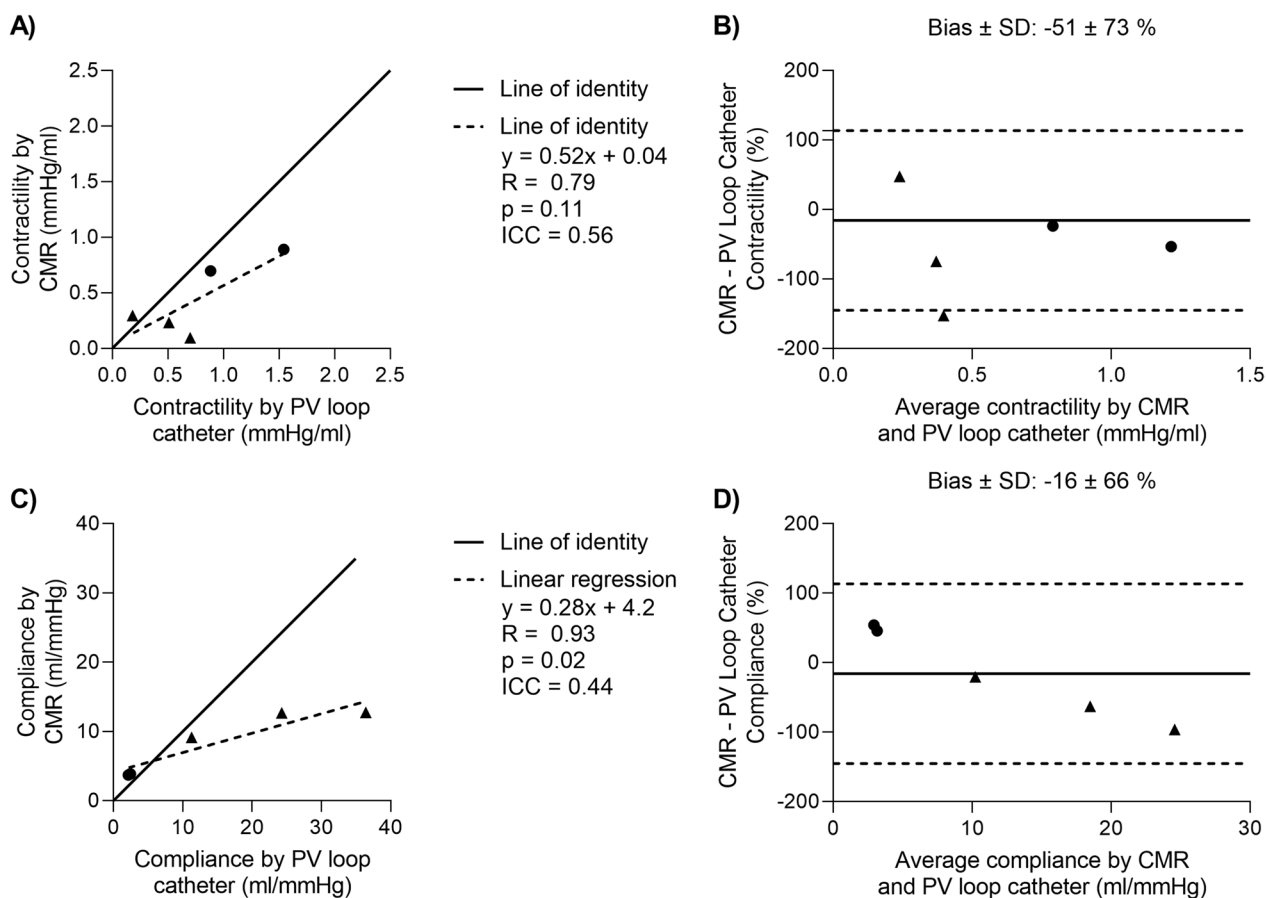 A)
2.5
2.0
1.5
1.0
0.5
0.0
0.0
0.5
1.0
1.5
2.0
2.5
Contractility by
CMR (mmHg/ml)
Contractility by PV loop
catheter (mmHg/ml)
Line of identity
Line of identity
y = 0.52x + 0.04
R = 0.79
p = 0.11
ICC = 0.56
B)
Bias ± SD: -51 ± 73 %
200
100
0
-100
-200
0.0
0.5
1.0
1.5
CMR - PV Loop Catheter
Contractility (%)
Average contractility by CMR
and PV loop catheter (mmHg/ml)
C)
40
30
20
10
0
0
10
20
30
40
Compliance by
CMR (ml/mmHg)
Compliance by PV loop
catheter (ml/mmHg)
Line of identity
Linear regression
y = 0.28x + 4.2
R = 0.93
p = 0.02
ICC = 0.44
D)
Bias ± SD: -16 ± 66 %
200
100
0
-100
-200
0
10
20
30
CMR - PV Loop Catheter
Compliance (%)
Average compliance by CMR
and PV loop catheter (ml/mmHg)